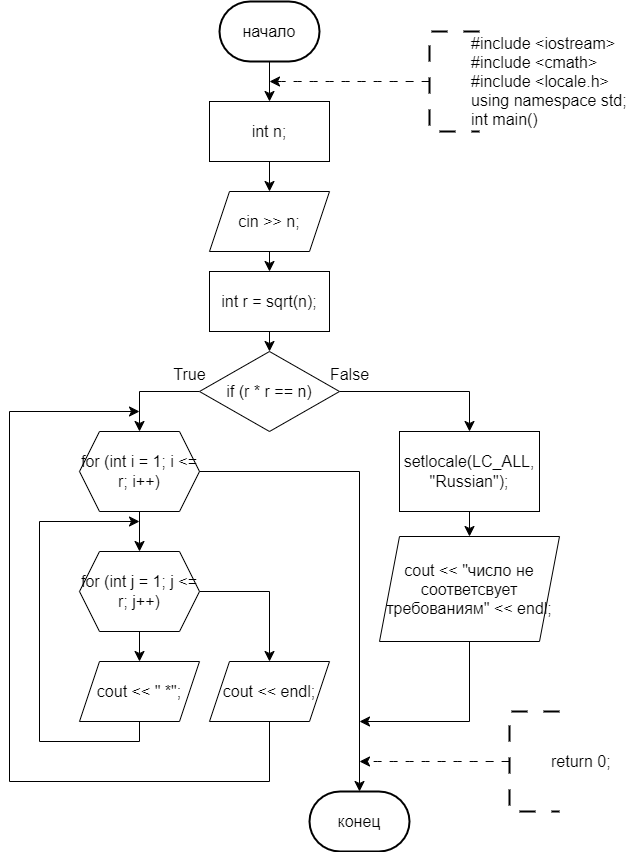 начало
#include <iostream>
#include <cmath>
#include <locale.h>
using namespace std;
int main()
int n;
cin >> n;
int r = sqrt(n);
True
if (r * r == n)
False
for (int i = 1; i <=
r; i++)
setlocale(LC_ALL,
"Russian");
for (int j = 1; j <=
r; j++)
cout << "число не
соответсвует
требованиям" << endl;
cout << " *";
cout << endl;
return 0;
конец